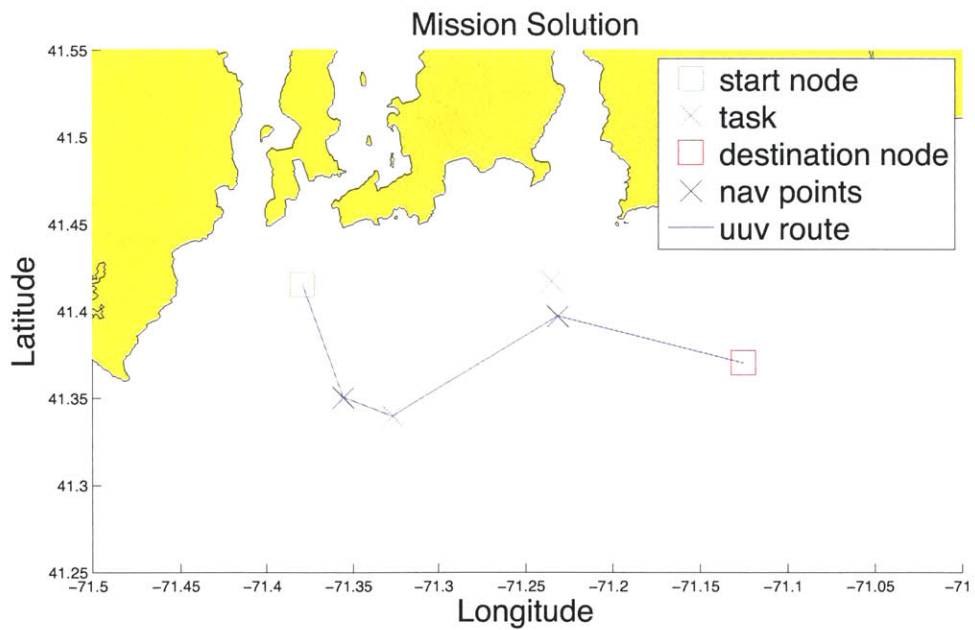 Mission Solution
41.55
41.5
41.45
41.4
41.35
41.3
41.25
Latitude
start node
task
destination node
nav points
uuv route
-71.5
-71.45
-71.4
-71.35
-71.3
-71.25
-71.2
-71.15
-71.1
-71.05
-71
Longitude